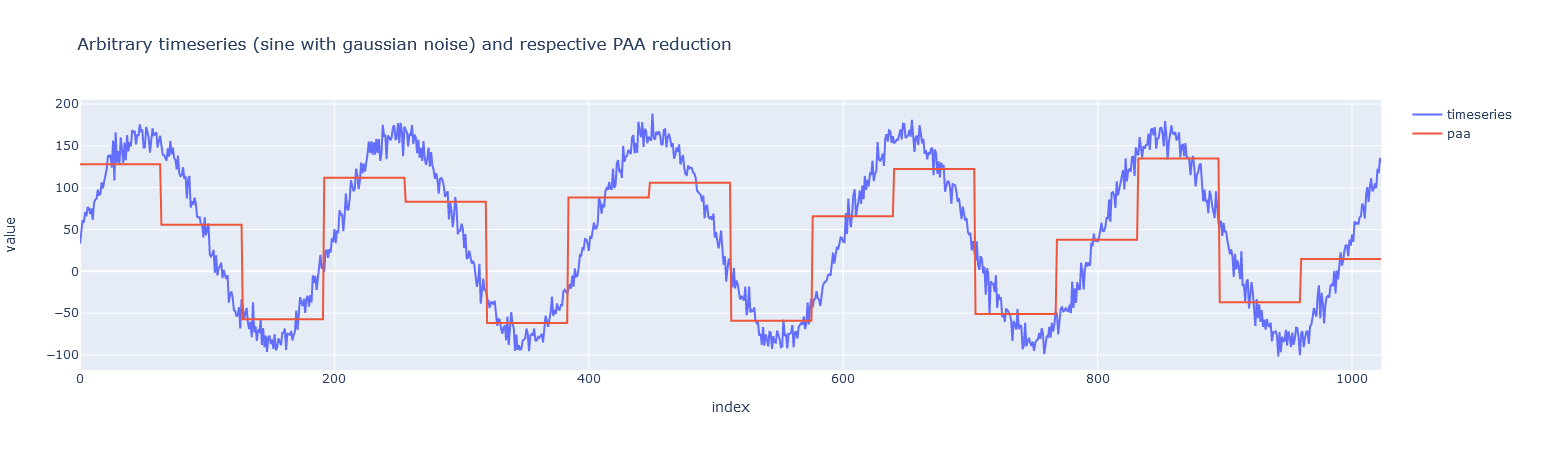 Arbitrary timeseries (sine with gaussian noise) and respective PAA reduction
timeseries
paa
value
200
150
100
50
0
−50
−100
0
200
400
600
800
1000
index